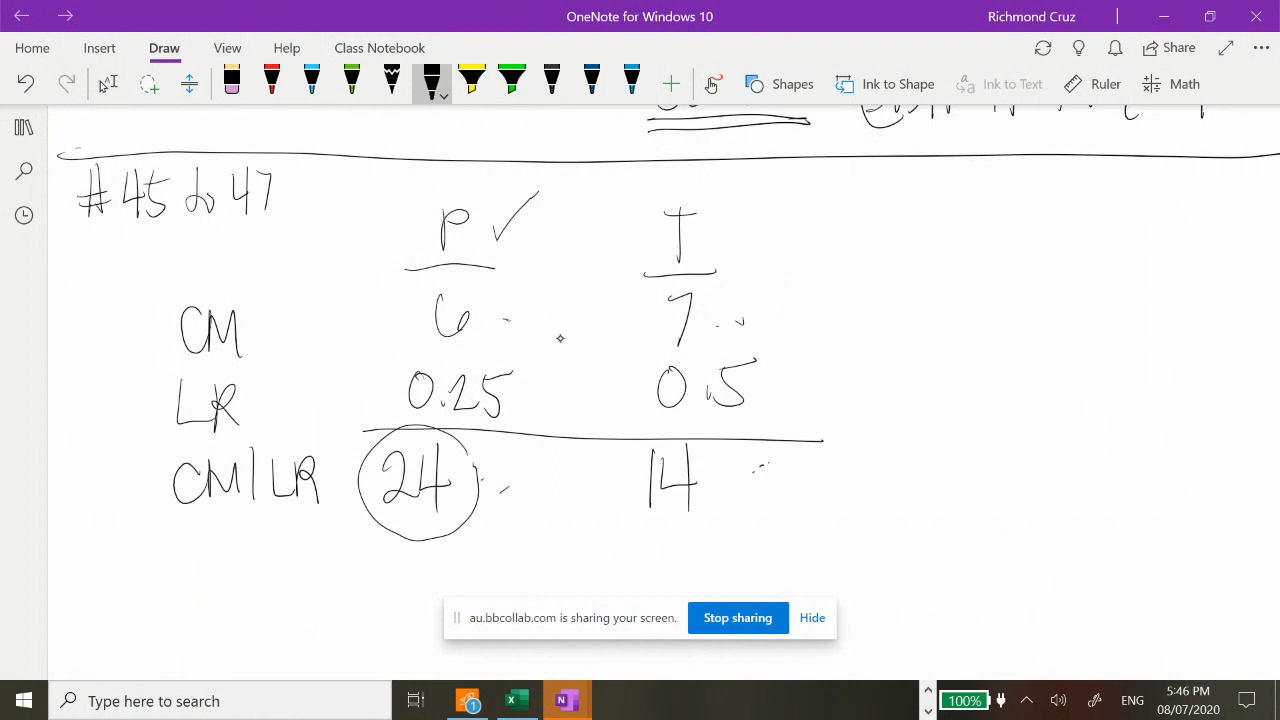 OneNote for Windows 10
Richmond Cruz
Home Insert Draw View Help Class Notebook Share
Shapes Ink to Shape Ink to Text Ruler Math
#45 to 47
P ✓ T
CM 6 7
LR 0.25 0.5
CM/LR 24 14
au.bbcollab.com is sharing your screen. Stop sharing Hide
Type here to search
1
100% ENG
5:46 PM
08/07/2020